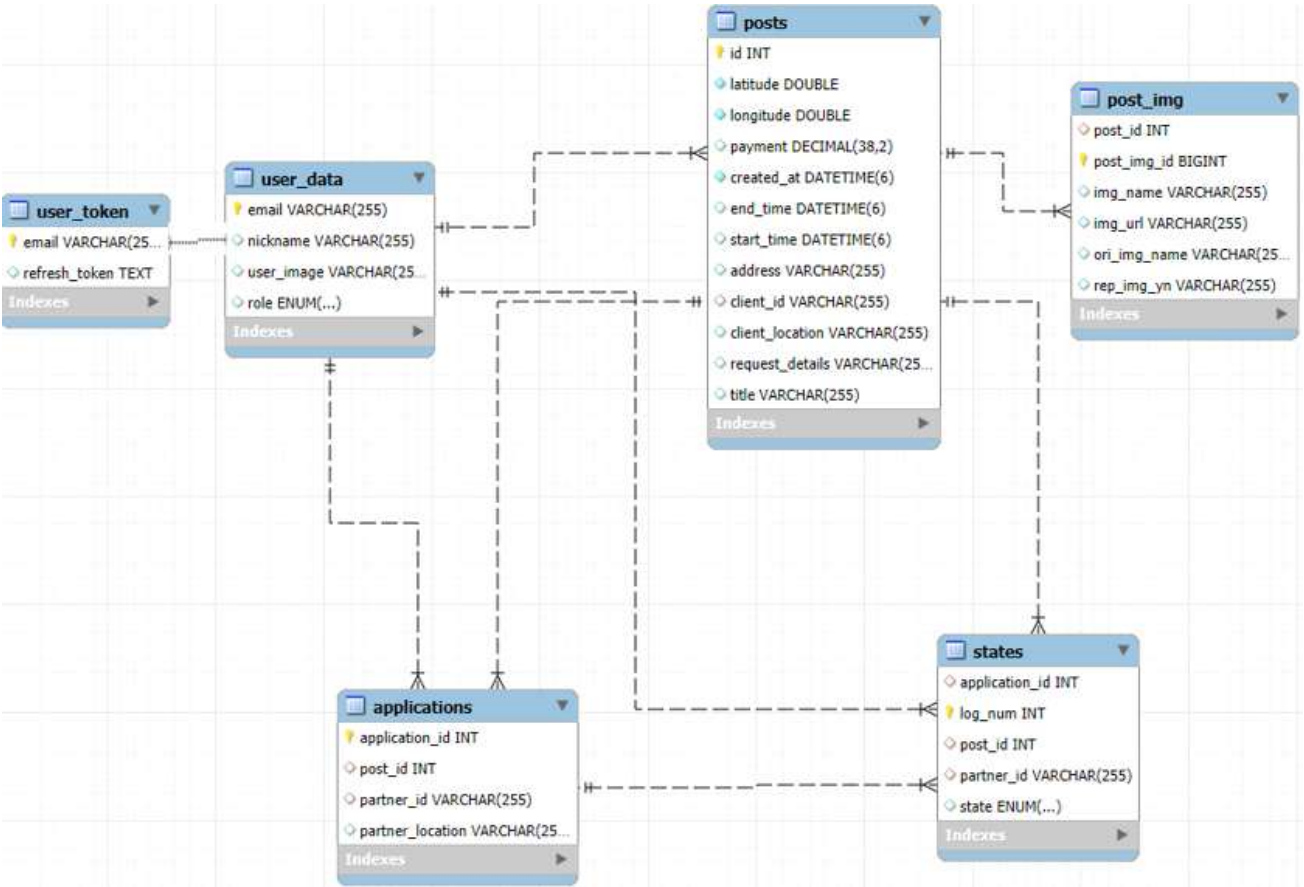 posts
id INT
latitude DOUBLE
longitude DOUBLE
payment DECIMAL(38,2)
created_at DATETIME(6)
end_time DATETIME(6)
start_time DATETIME(6)
address VARCHAR(255)
client_id VARCHAR(255)
client_location VARCHAR(255)
request_details VARCHAR(25...
title VARCHAR(255)
Indexes
post_img
post_id INT
post_img_id BIGINT
img_name VARCHAR(255)
img_url VARCHAR(255)
ori_img_name VARCHAR(25...
rep_img_yn VARCHAR(255)
Indexes
user_data
email VARCHAR(255)
nickname VARCHAR(255)
user_image VARCHAR(25...
role ENUM(...)
Indexes
user_token
email VARCHAR(25...
refresh_token TEXT
Indexes
states
application_id INT
log_num INT
post_id INT
partner_id VARCHAR(255)
state ENUM(...)
Indexes
applications
application_id INT
post_id INT
partner_id VARCHAR(255)
partner_location VARCHAR(25...
Indexes